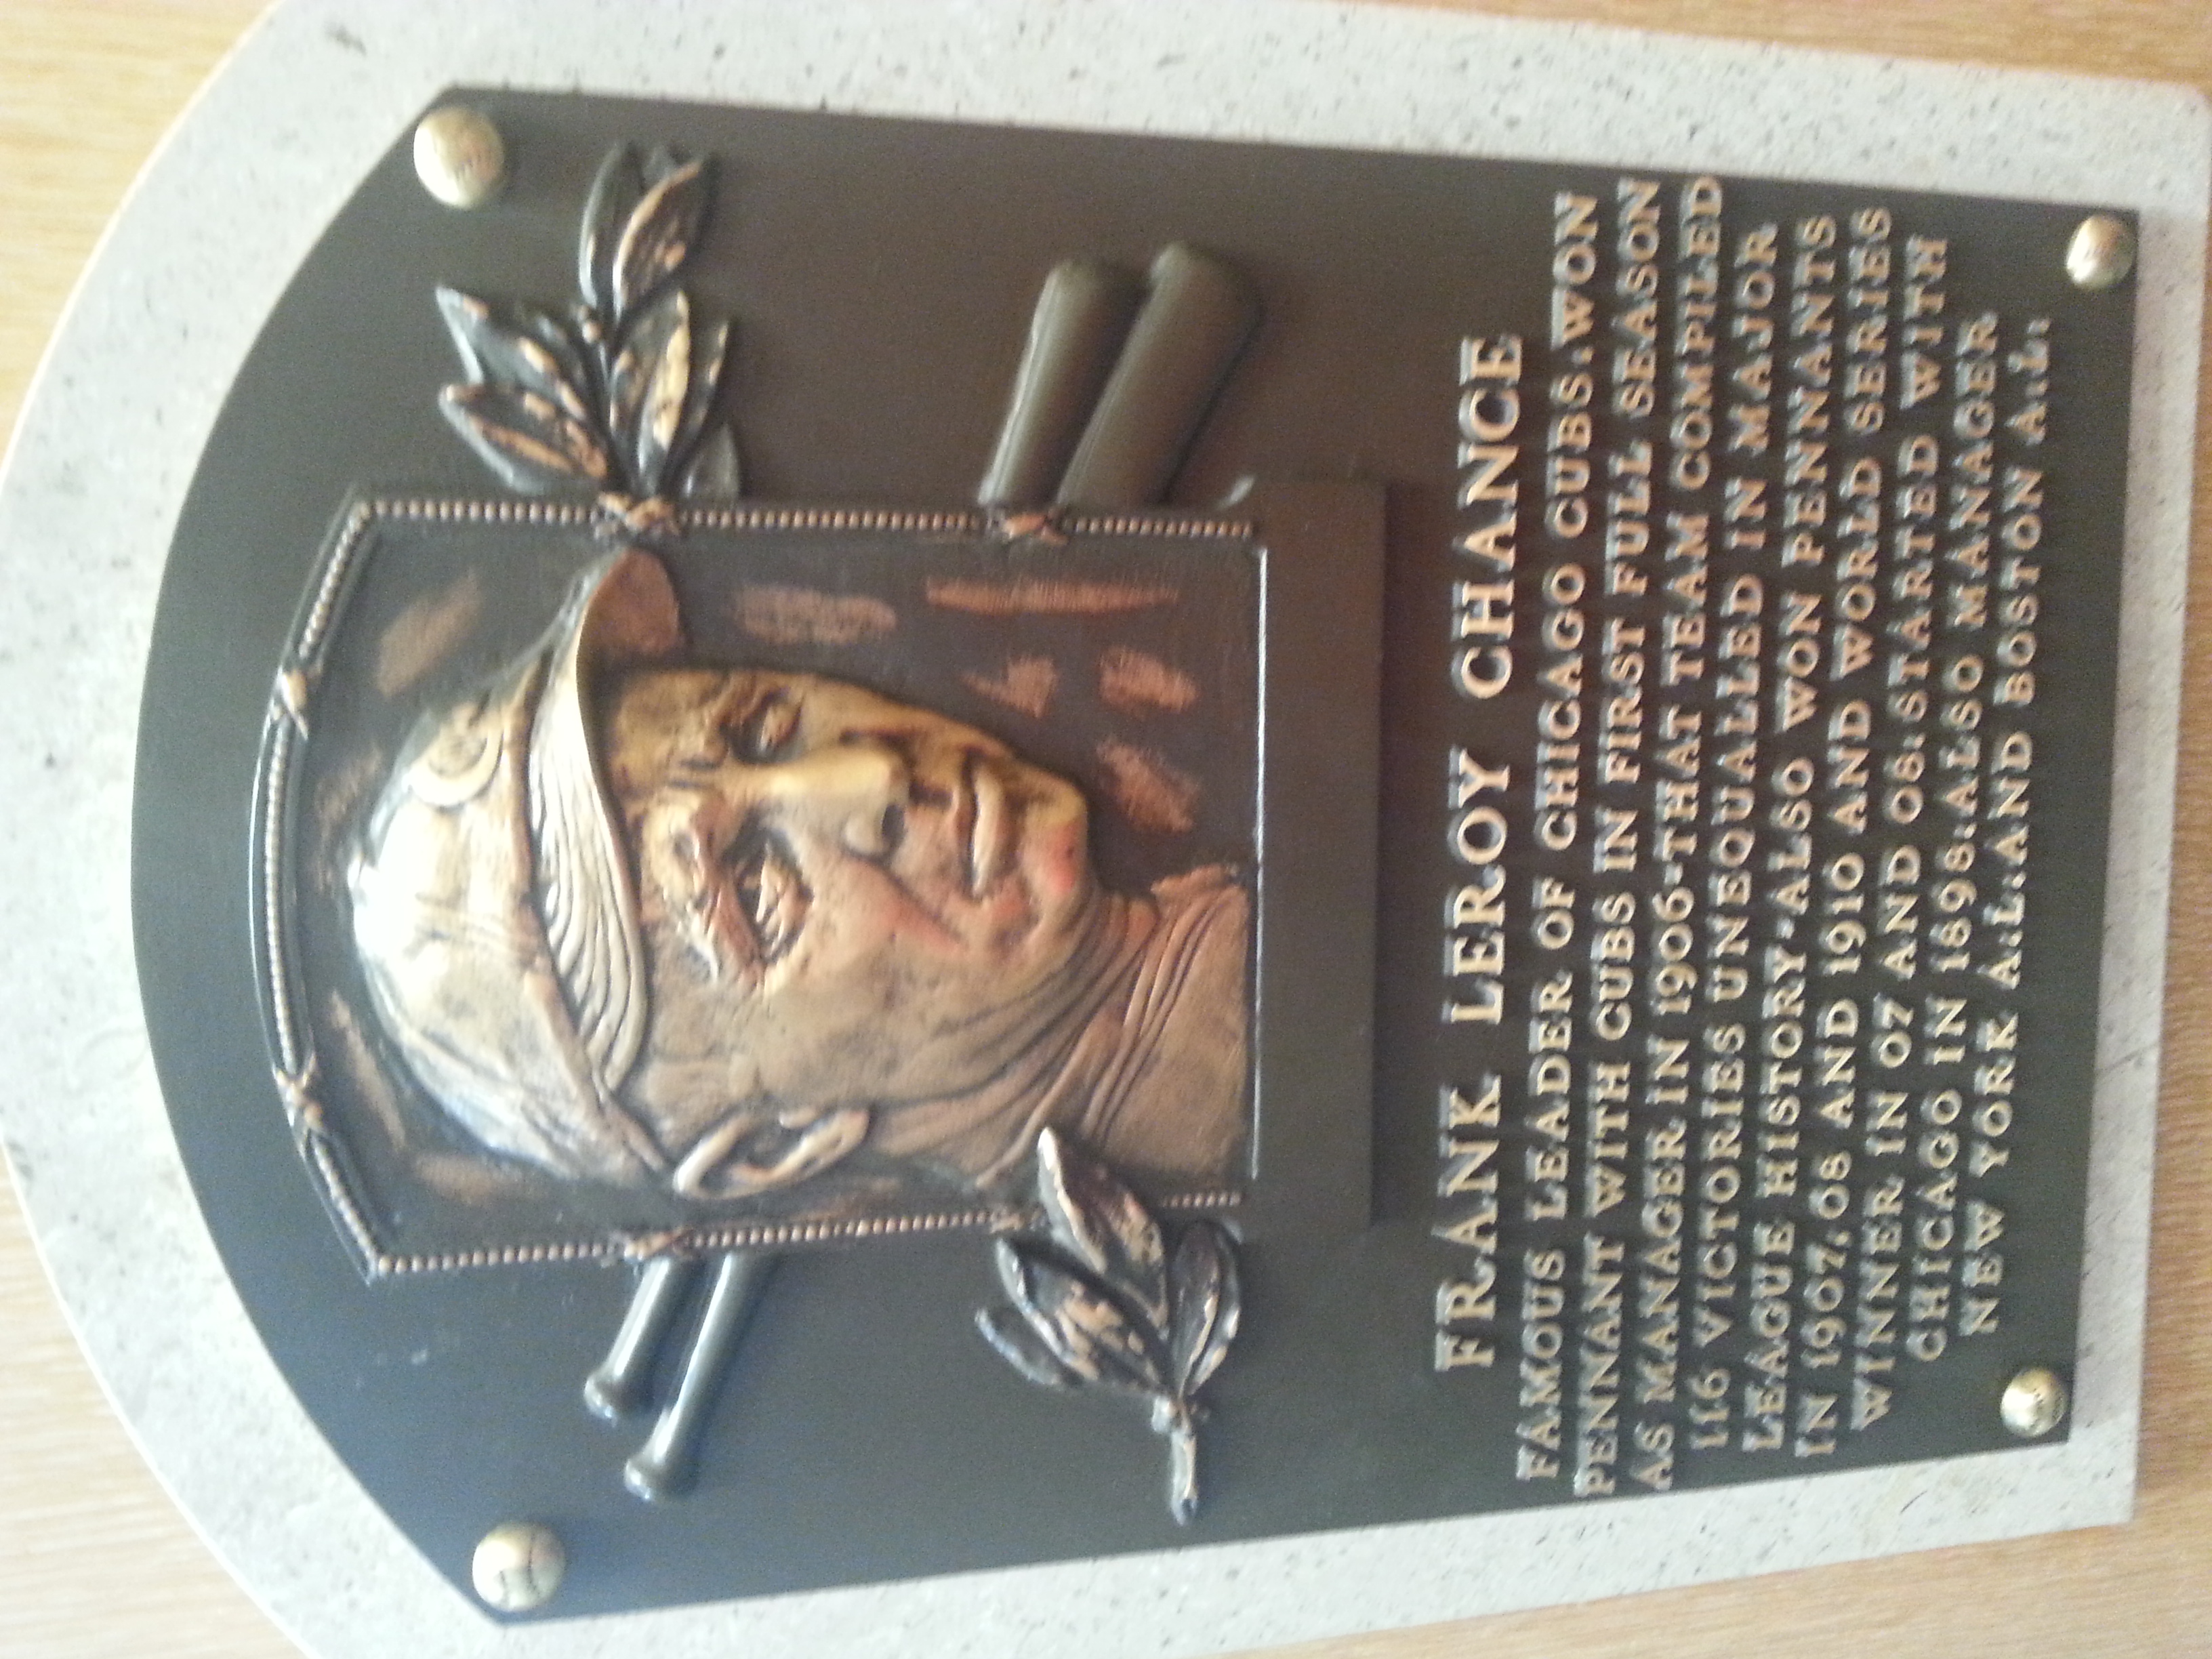 FRANK LEROY CHANCE
FAMOUS LEADER OF CHICAGO CUBS. WON
PENNANT WITH CUBS IN FIRST FULL SEASON
AS MANAGER IN 1906-THAT TEAM COMPILED
116 VICTORIES UNEQUALLED IN MAJOR
LEAGUE HISTORY-ALSO WON PENNANTS
IN 1907, 08 AND 1910 AND WORLD SERIES
WINNER IN 07 AND 08. STARTED WITH
CHICAGO IN 1898. ALSO MANAGER
NEW YORK A.L. AND BOSTON A.L.